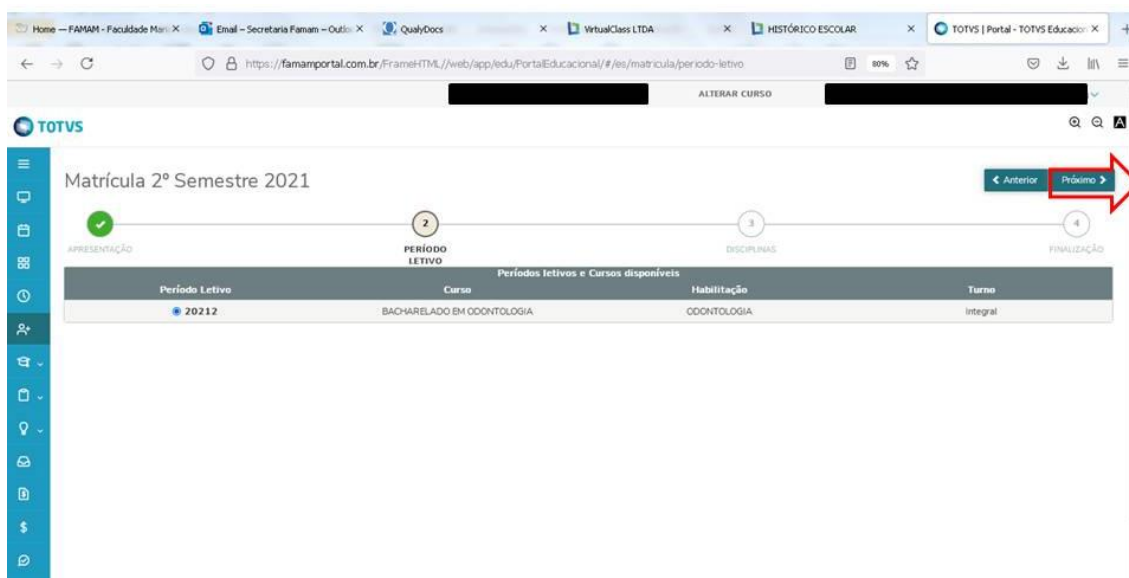 Home — FAMAM - Faculdade Mari
Email – Secretaria Famam – Outlo
QualyDocs
VirtualClass LTDA
HISTÓRICO ESCOLAR
TOTVS | Portal - TOTVS Educacion
https://famamportal.com.br/FrameHTML//web/app/edu/PortalEducacional/#/es/matricula/periodo-letivo
80%
ALTERAR CURSO
TOTVS
A
Matrícula 2º Semestre 2021
Anterior
Próximo
2
3
4
APRESENTAÇÃO
PERÍODO
LETIVO
DISCIPLINAS
FINALIZAÇÃO
Períodos letivos e Cursos disponíveis
Período Letivo Curso Habilitação Turno
20212 BACHARELADO EM ODONTOLOGIA ODONTOLOGIA Integral